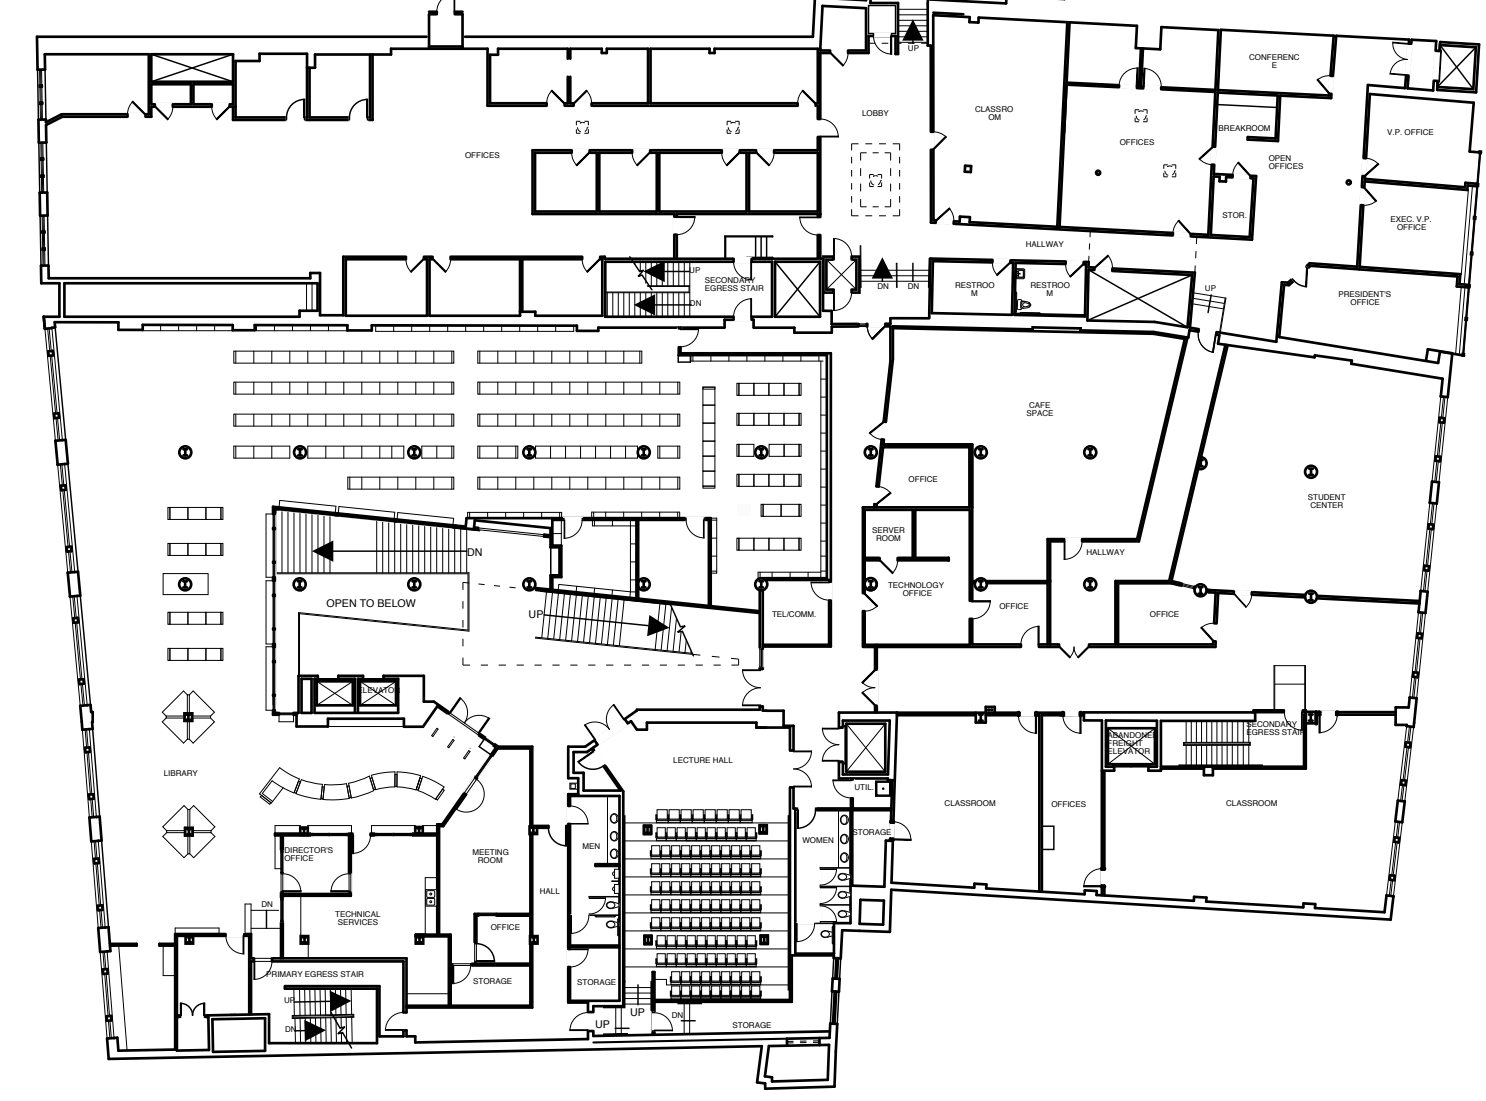 UP
CONFERENC
E
LOBBY
CLASSRO
OM
BREAKROOM
V.P. OFFICE
OFFICES
OFFICES
OPEN
OFFICES
STOR.
EXEC. V.P.
OFFICE
HALLWAY
UP
SECONDARY
EGRESS STAIR
DN
DN
DN
RESTROO
M
RESTROO
M
UP
PRESIDENT'S
OFFICE
CAFE
SPACE
OFFICE
STUDENT
CENTER
SERVER
ROOM
DN
HALLWAY
TECHNOLOGY
OFFICE
OPEN TO BELOW
UP
TEL/COMM.
OFFICE
OFFICE
ELEVATOR
SECONDARY
EGRESS STAIR
ABANDONED
FREIGHT
ELEVATOR
LECTURE HALL
LIBRARY
UTIL.
CLASSROOM
OFFICES
CLASSROOM
STORAGE
WOMEN
MEN
DIRECTOR'S
OFFICE
MEETING
ROOM
HALL
DN
TECHNICAL
SERVICES
OFFICE
PRIMARY EGRESS STAIR
STORAGE
STORAGE
UP
DN
UP
UP
DN
STORAGE